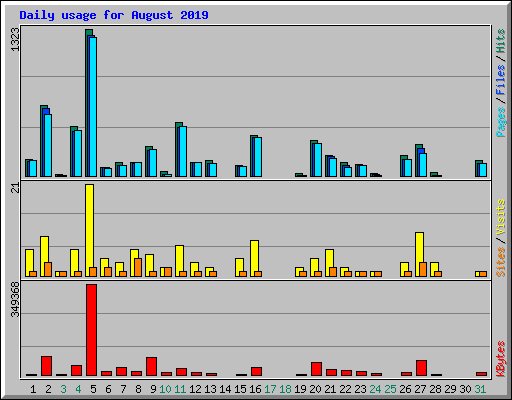 Daily usage for August 2019
1323
Pages / Files / Hits
21
Sites / Visits
349368
KBytes
1 2 3 4 5 6 7 8 9 10 11 12 13 14 15 16 17 18 19 20 21 22 23 24 25 26 27 28 29 30 31